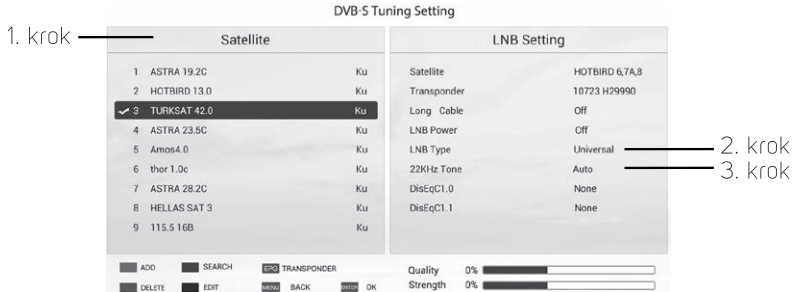 DVB-S Tuning Setting
1. krok
Satellite
1 ASTRA 19.2C Ku
2 HOTBIRD 13.0 Ku
3 TURKSAT 42.0 Ku
4 ASTRA 23.5C Ku
5 Amos4.0 Ku
6 thor 1.0c Ku
7 ASTRA 28.2C Ku
8 HELLAS SAT 3 Ku
9 115.5 16B Ku
LNB Setting
Satellite HOTBIRD 6,7A,8
Transponder 10723 H29990
Long Cable Off
LNB Power Off
LNB Type Universal
22KHz Tone Auto
DisEqC1.0 None
DisEqC1.1 None
2. krok
3. krok
ADD SEARCH EPG TRANSPONDER
DELETE EDIT MENU BACK ENTER OK
Quality 0%
Strength 0%